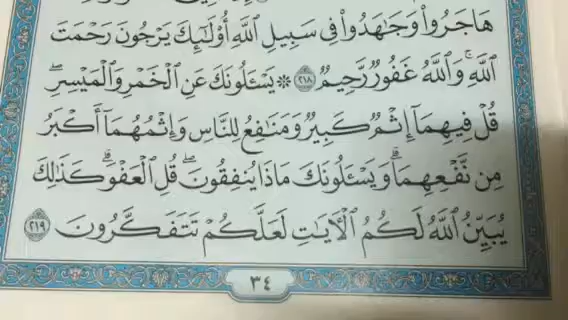 هَاجَرُوا۟ وَجَـٰهَدُوا۟ فِى سَبِيلِ ٱللَّهِ أُو۟لَـٰٓئِكَ يَرْجُونَ رَحْمَتَ
ٱللَّهِ ۚ وَٱللَّهُ غَفُورٌ رَّحِيمٌ ٢١٨ ۞ يَسْـَٔلُونَكَ عَنِ ٱلْخَمْرِ وَٱلْمَيْسِرِ ۖ
قُلْ فِيهِمَآ إِثْمٌ كَبِيرٌ وَمَنَـٰفِعُ لِلنَّاسِ وَإِثْمُهُمَآ أَكْبَرُ
مِن نَّفْعِهِمَا ۗ وَيَسْـَٔلُونَكَ مَاذَا يُنفِقُونَ ۖ قُلِ ٱلْعَفْوَ ۗ كَذَٰلِكَ
يُبَيِّنُ ٱللَّهُ لَكُمُ ٱلْـَٔايَـٰتِ لَعَلَّكُمْ تَتَفَكَّرُونَ ٢١٩
٣٤